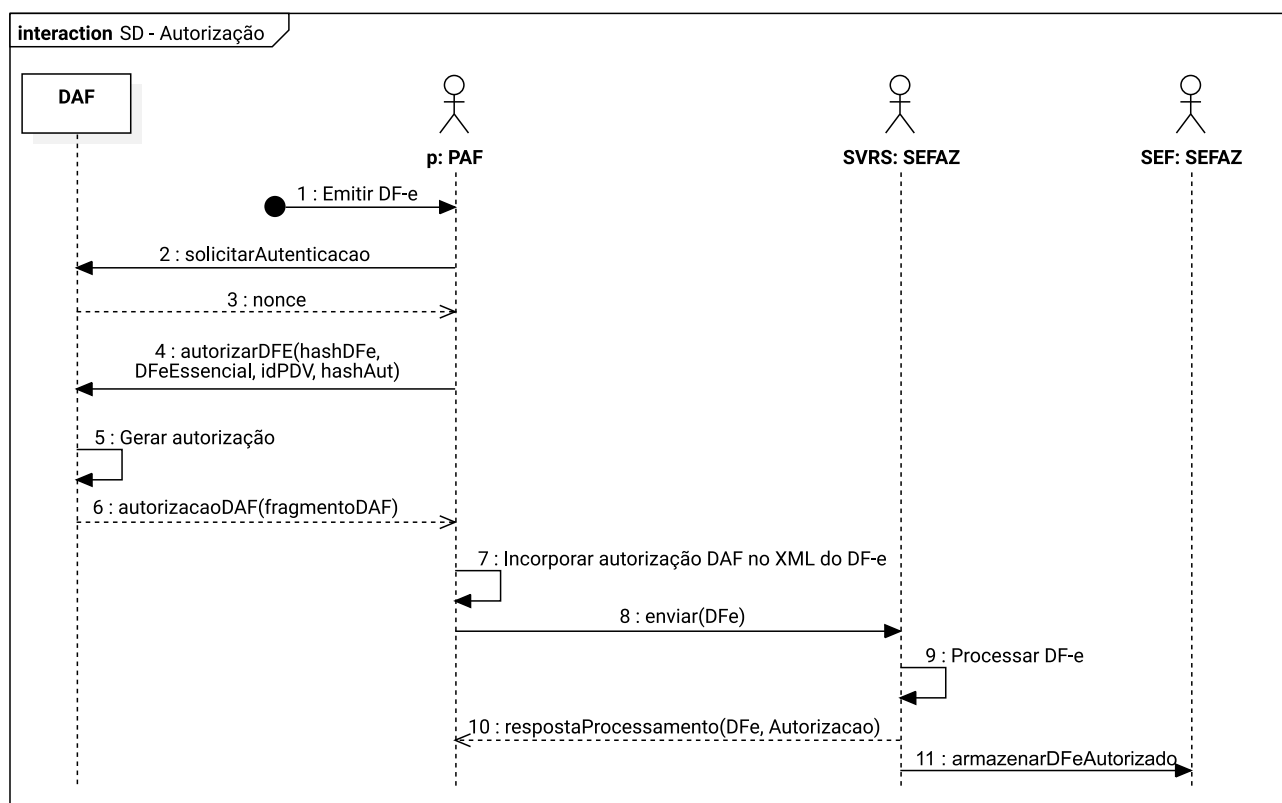 interaction SD - Autorização
DAF
p: PAF
SVRS: SEFAZ
SEF: SEFAZ
1 : Emitir DF-e
2 : solicitarAutenticacao
3 : nonce
4 : autorizarDFE(hashDFe,
DFeEssencial, idPDV, hashAut)
5 : Gerar autorização
6 : autorizacaoDAF(fragmentoDAF)
7 : Incorporar autorização DAF no XML do DF-e
8 : enviar(DFe)
9 : Processar DF-e
10 : respostaProcessamento(DFe, Autorizacao)
11 : armazenarDFeAutorizado